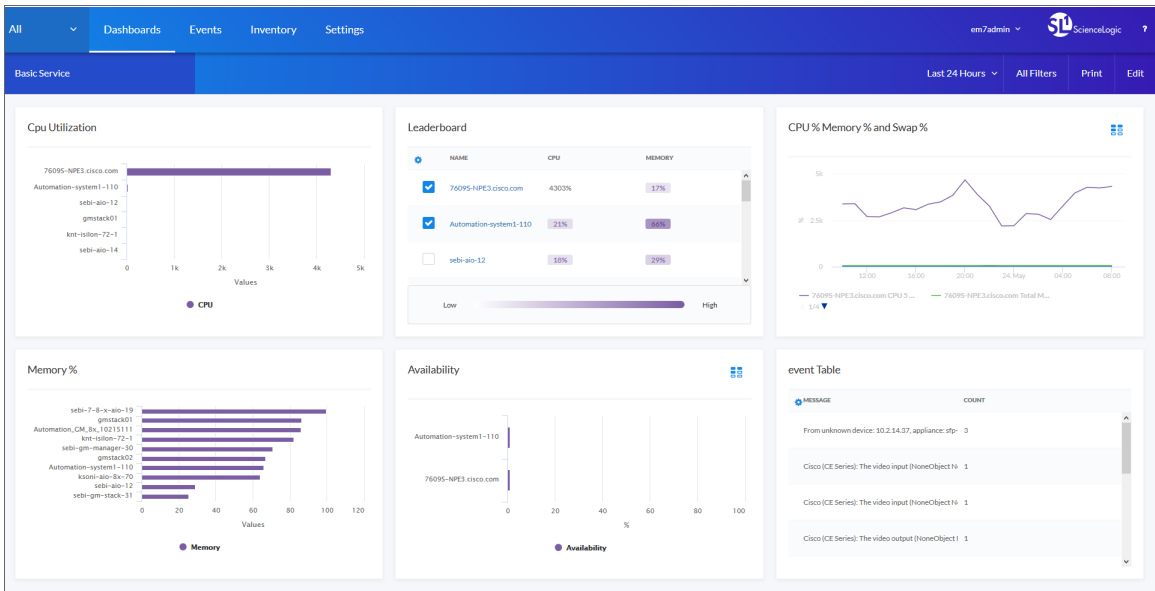 All
Dashboards
Events
Inventory
Settings
em7admin
SL1 ScienceLogic
?
Basic Service
Last 24 Hours
All Filters
Print
Edit
Cpu Utilization
7609S-NPE3.cisco.com
Automation-system1-110
sebi-aio-12
gmstack01
knt-isilon-72-1
sebi-aio-14
0 1k 2k 3k 4k 5k
Values
CPU
Leaderboard
NAME CPU MEMORY
7609S-NPE3.cisco.com 4303% 17%
Automation-system1-110 21% 66%
sebi-aio-12 18% 29%
Low High
CPU % Memory % and Swap %
5k
2.5k
0
%
12:00 16:00 20:00 24. May 04:00 08:00
7609S-NPE3.cisco.com CPU 5 ... 7609S-NPE3.cisco.com Total M...
1/4
Memory %
sebi-7-8-x-aio-19
gmstack01
Automation_GM_8x_10215111
knt-isilon-72-1
sebi-gm-manager-30
gmstack02
Automation-system1-110
ksoni-aio-8x-70
sebi-aio-12
sebi-gm-stack-31
0 20 40 60 80 100 120
Values
Memory
Availability
Automation-system1-110
7609S-NPE3.cisco.com
0 20 40 60 80 100
%
Availability
event Table
MESSAGE COUNT
From unknown device: 10.2.14.37, appliance: sfp- 3
Cisco (CE Series): The video input (NoneObject N 1
Cisco (CE Series): The video input (NoneObject N 1
Cisco (CE Series): The video output (NoneObject 1